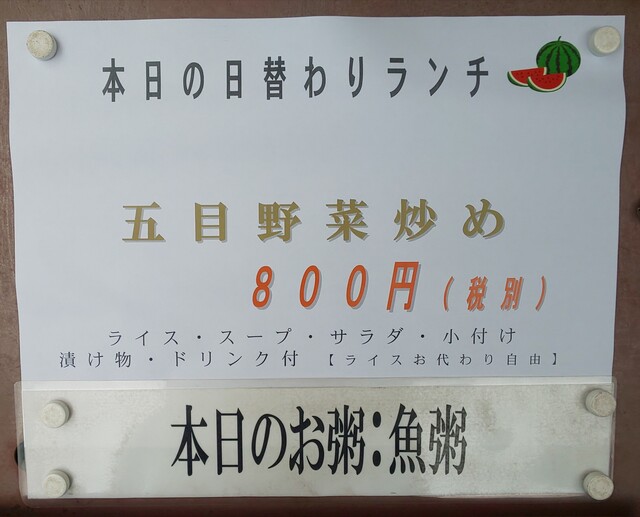 本日の日替わりランチ
五目野菜炒め
800円(税別)
ライス・スープ・サラダ・小付け
漬け物・ドリンク付【ライスお代わり自由】
本日のお粥:魚粥